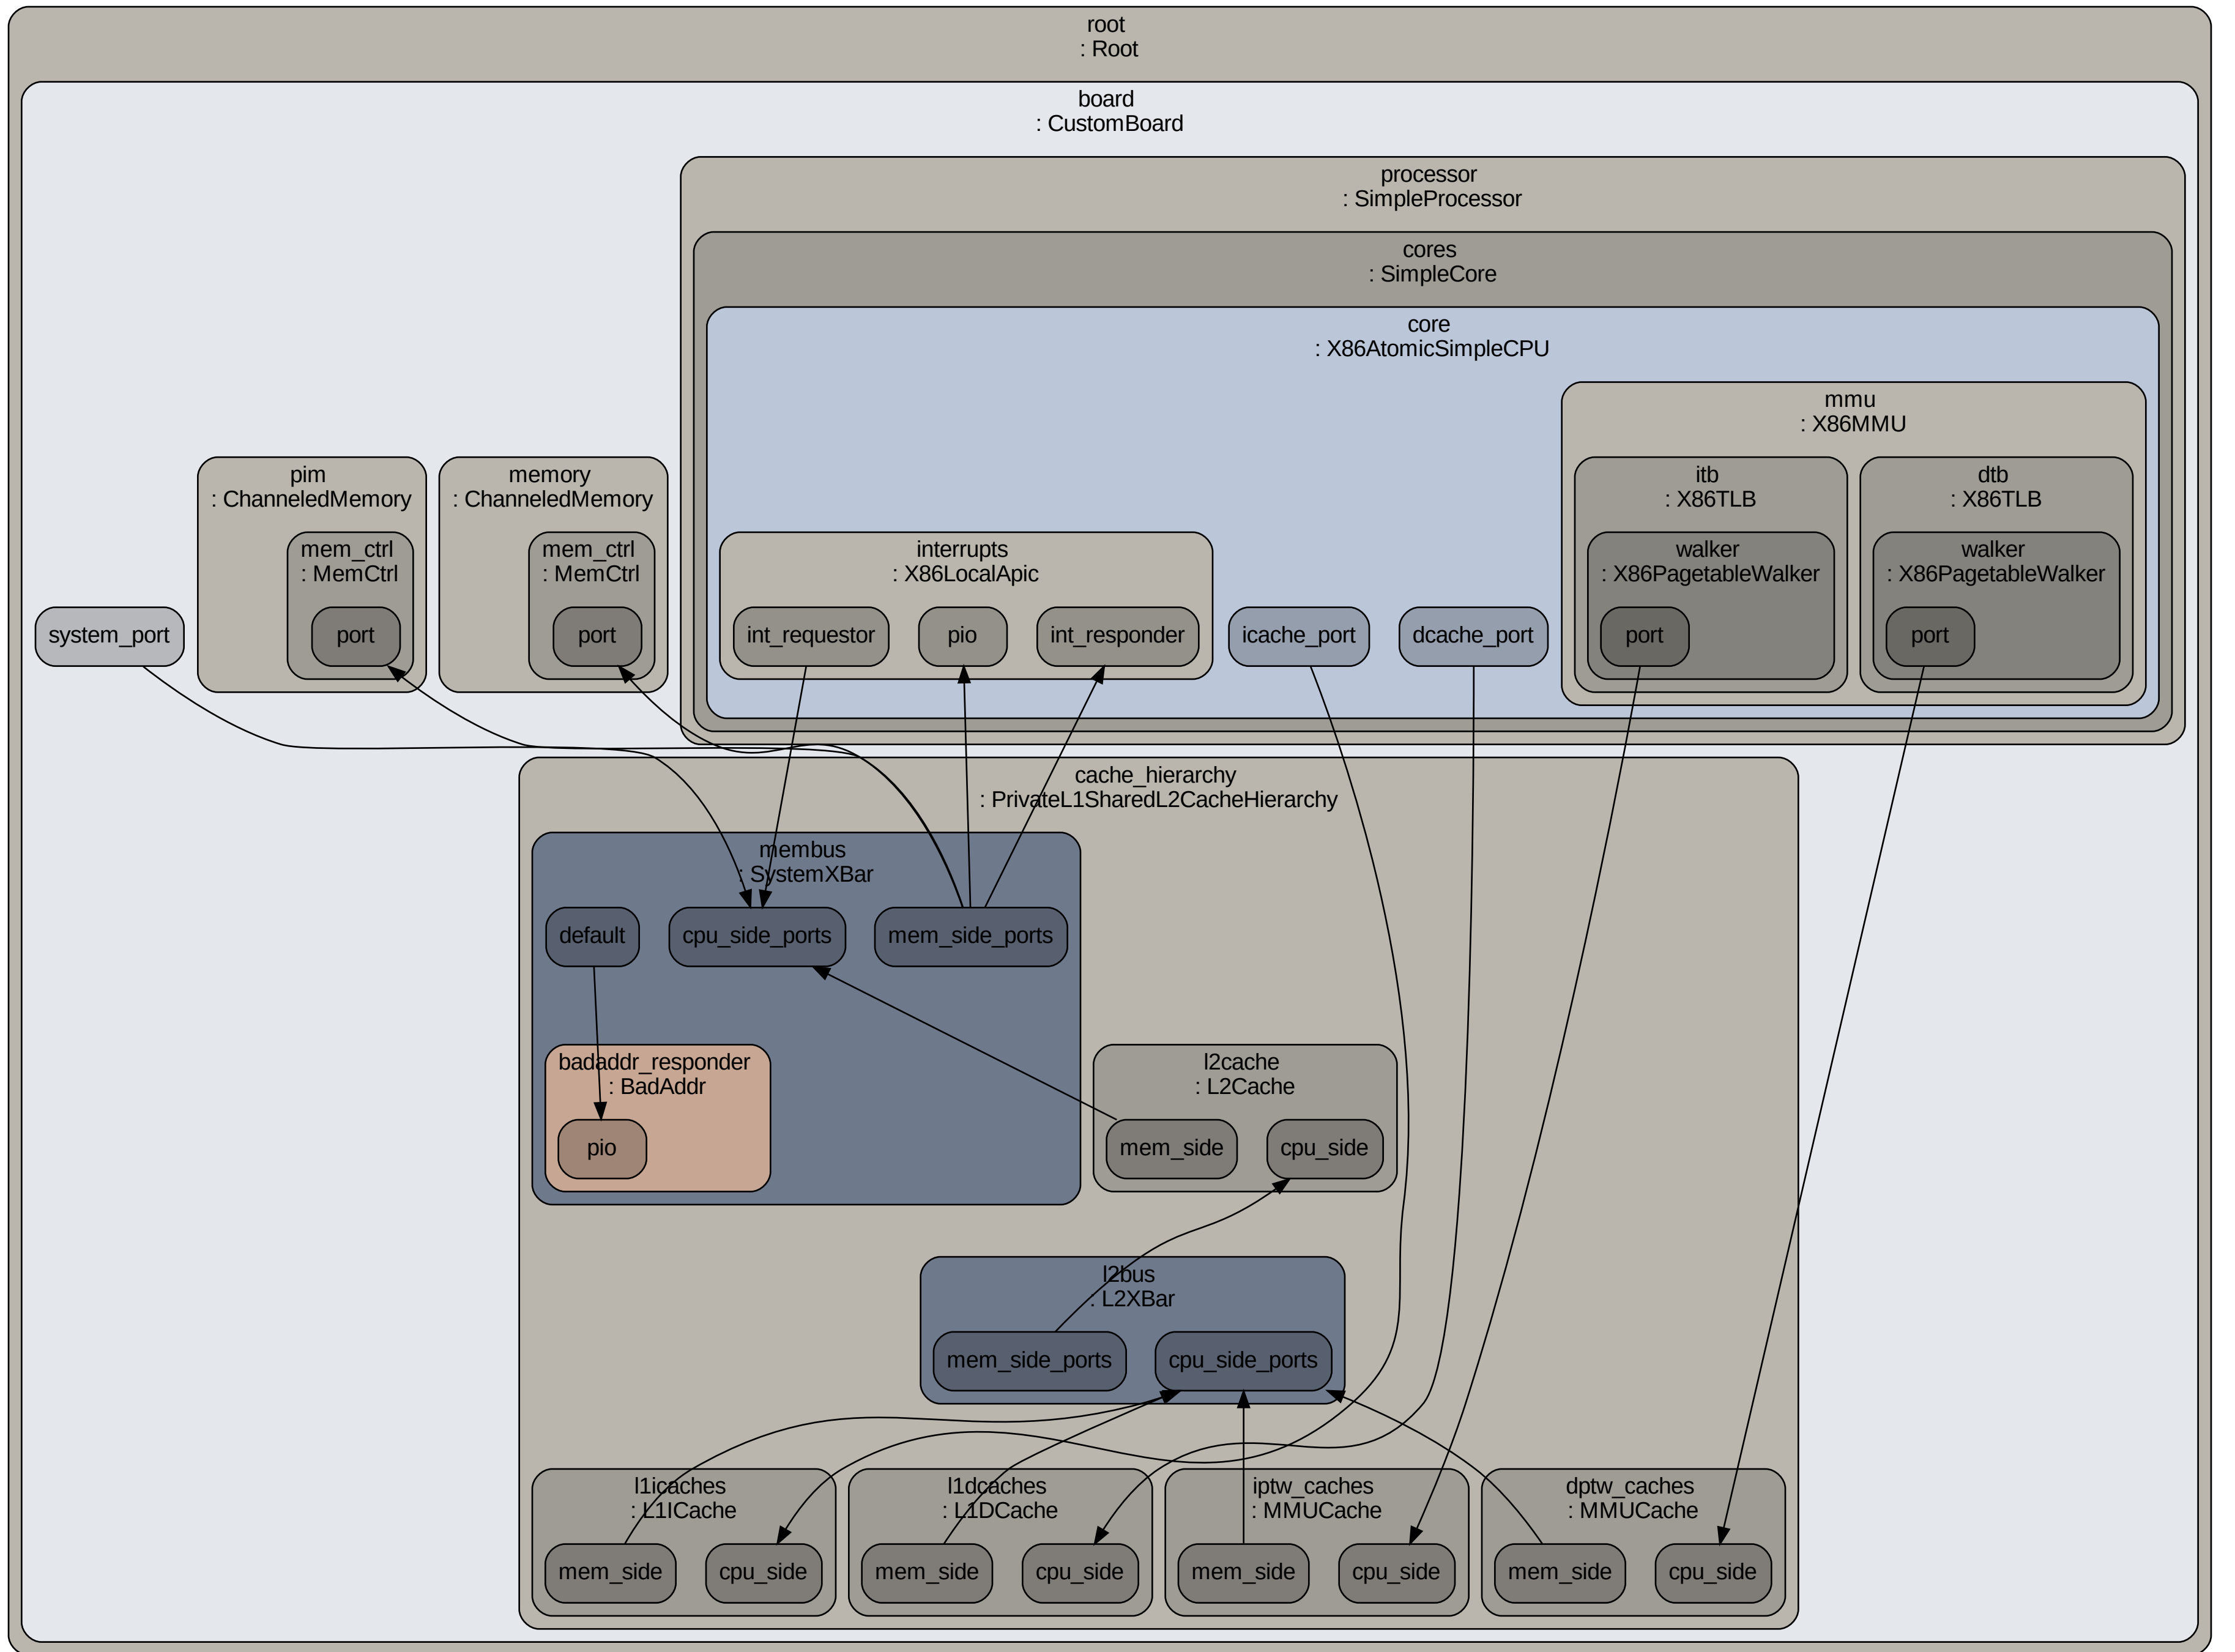 root
: Root
board
: CustomBoard
processor
: SimpleProcessor
cores
: SimpleCore
core
: X86AtomicSimpleCPU
mmu
: X86MMU
pim
: ChanneledMemory
memory
: ChanneledMemory
itb
: X86TLB
dtb
: X86TLB
mem_ctrl
: MemCtrl
mem_ctrl
: MemCtrl
interrupts
: X86LocalApic
walker
: X86PagetableWalker
walker
: X86PagetableWalker
system_port
port
port
int_requestor
pio
int_responder
icache_port
dcache_port
port
port
cache_hierarchy
: PrivateL1SharedL2CacheHierarchy
membus
: SystemXBar
default
cpu_side_ports
mem_side_ports
badaddr_responder
: BadAddr
pio
l2cache
: L2Cache
mem_side
cpu_side
l2bus
: L2XBar
mem_side_ports
cpu_side_ports
l1icaches
: L1ICache
mem_side
cpu_side
l1dcaches
: L1DCache
mem_side
cpu_side
iptw_caches
: MMUCache
mem_side
cpu_side
dptw_caches
: MMUCache
mem_side
cpu_side